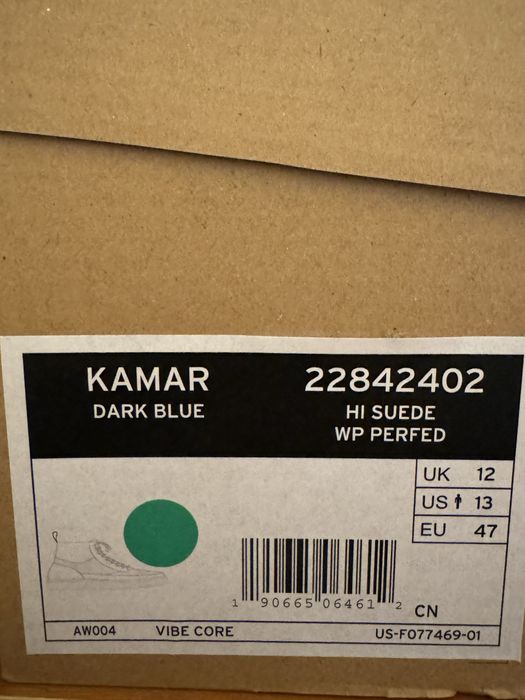 KAMAR 22842402
DARK BLUE HI SUEDE
WP PERFED
UK 12
US 13
EU 47
1 90665 06461 2 CN
AW004 VIBE CORE US-F077469-01